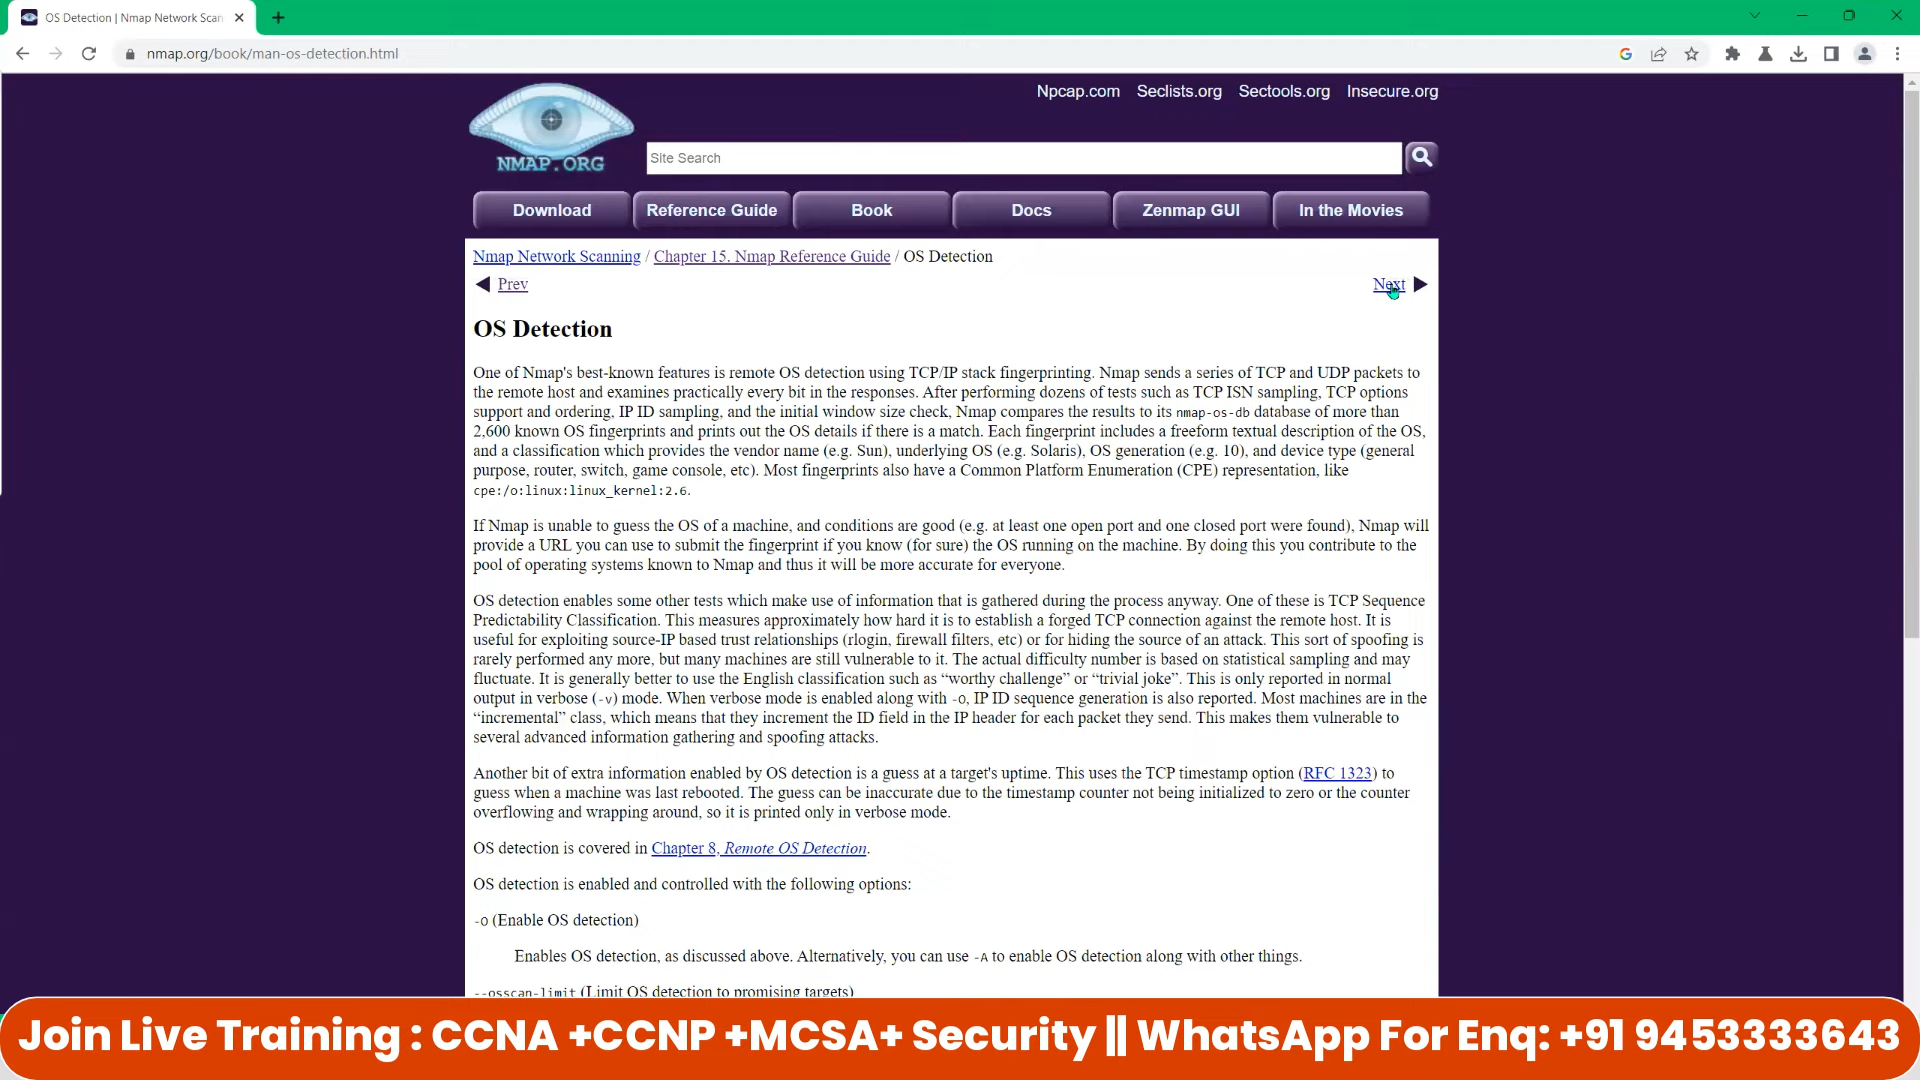 OS Detection | Nmap Network Scan
nmap.org/book/man-os-detection.html
Npcap.com Seclists.org Sectools.org Insecure.org
NMAP.ORG
Site Search
Download Reference Guide Book Docs Zenmap GUI In the Movies
Nmap Network Scanning / Chapter 15. Nmap Reference Guide / OS Detection
Prev Next
OS Detection
One of Nmap's best-known features is remote OS detection using TCP/IP stack fingerprinting. Nmap sends a series of TCP and UDP packets to
the remote host and examines practically every bit in the responses. After performing dozens of tests such as TCP ISN sampling, TCP options
support and ordering, IP ID sampling, and the initial window size check, Nmap compares the results to its nmap-os-db database of more than
2,600 known OS fingerprints and prints out the OS details if there is a match. Each fingerprint includes a freeform textual description of the OS,
and a classification which provides the vendor name (e.g. Sun), underlying OS (e.g. Solaris), OS generation (e.g. 10), and device type (general
purpose, router, switch, game console, etc). Most fingerprints also have a Common Platform Enumeration (CPE) representation, like
cpe:/o:linux:linux_kernel:2.6.
If Nmap is unable to guess the OS of a machine, and conditions are good (e.g. at least one open port and one closed port were found), Nmap will
provide a URL you can use to submit the fingerprint if you know (for sure) the OS running on the machine. By doing this you contribute to the
pool of operating systems known to Nmap and thus it will be more accurate for everyone.
OS detection enables some other tests which make use of information that is gathered during the process anyway. One of these is TCP Sequence
Predictability Classification. This measures approximately how hard it is to establish a forged TCP connection against the remote host. It is
useful for exploiting source-IP based trust relationships (rlogin, firewall filters, etc) or for hiding the source of an attack. This sort of spoofing is
rarely performed any more, but many machines are still vulnerable to it. The actual difficulty number is based on statistical sampling and may
fluctuate. It is generally better to use the English classification such as “worthy challenge” or “trivial joke”. This is only reported in normal
output in verbose (-v) mode. When verbose mode is enabled along with -O, IP ID sequence generation is also reported. Most machines are in the
“incremental” class, which means that they increment the ID field in the IP header for each packet they send. This makes them vulnerable to
several advanced information gathering and spoofing attacks.
Another bit of extra information enabled by OS detection is a guess at a target's uptime. This uses the TCP timestamp option (RFC 1323) to
guess when a machine was last rebooted. The guess can be inaccurate due to the timestamp counter not being initialized to zero or the counter
overflowing and wrapping around, so it is printed only in verbose mode.
OS detection is covered in Chapter 8, Remote OS Detection.
OS detection is enabled and controlled with the following options:
-O (Enable OS detection)
Enables OS detection, as discussed above. Alternatively, you can use -A to enable OS detection along with other things.
--osscan-limit (Limit OS detection to promising targets)
Join Live Training : CCNA +CCNP +MCSA+ Security || WhatsApp For Enq: +91 9453333643